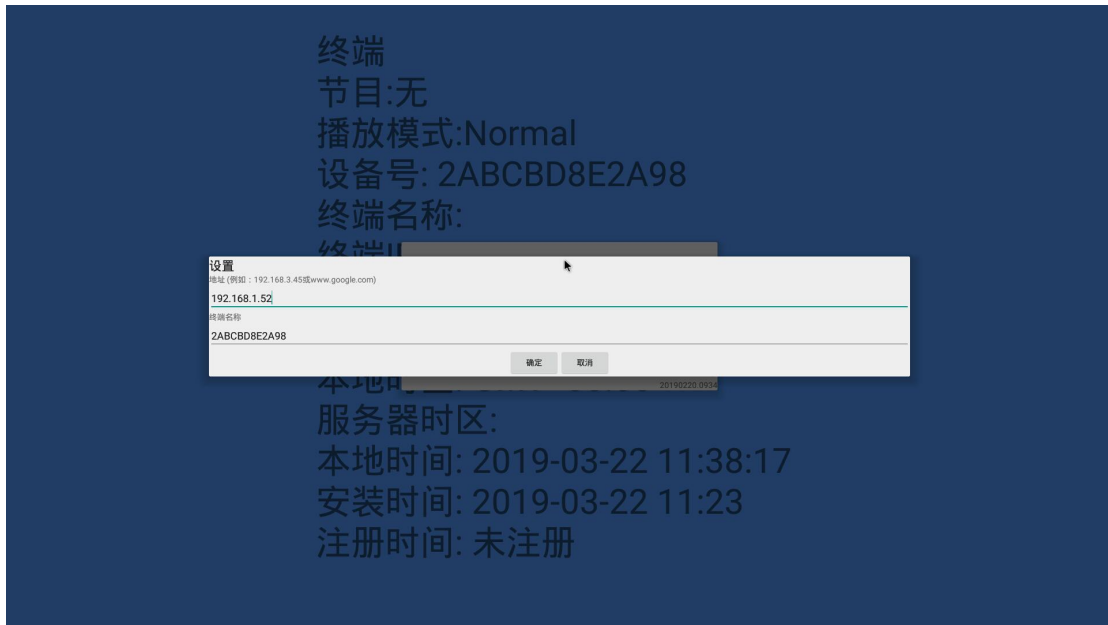 终端
节目:无
播放模式:Normal
设备号: 2ABCBD8E2A98
终端名称:
设置
地址 (例如：192.168.3.45或www.google.com)
192.168.1.52
终端名称
2ABCBD8E2A98
确定 取消
20190220.0934
服务器时区:
本地时间: 2019-03-22 11:38:17
安装时间: 2019-03-22 11:23
注册时间: 未注册